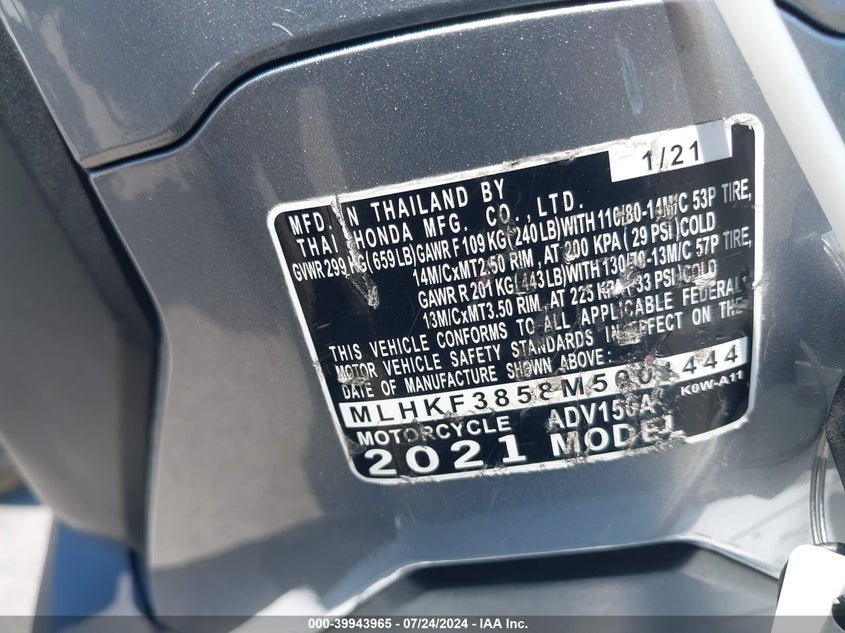 1/21
MFD. IN THAILAND BY
THAI HONDA MFG. CO., LTD.
GVWR 299 KG(659 LB)GAWR F 109 KG(240 LB)WITH 110/80-14M/C 53P TIRE,
14M/CxMT2.50 RIM, AT 200 KPA(29 PSI)COLD
GAWR R 201 KG(443 LB)WITH 130/70-13M/C 57P TIRE,
13M/CxMT3.50 RIM, AT 225 KPA(33 PSI)COLD
THIS VEHICLE CONFORMS TO ALL APPLICABLE FEDERAL
MOTOR VEHICLE SAFETY STANDARDS IN EFFECT ON THE
DATE OF MANUFACTURE SHOWN ABOVE:
K0W-A11
MOTORCYCLE ADV150A
2021 MODEL
000-39943965 - 07/24/2024 - IAA Inc.